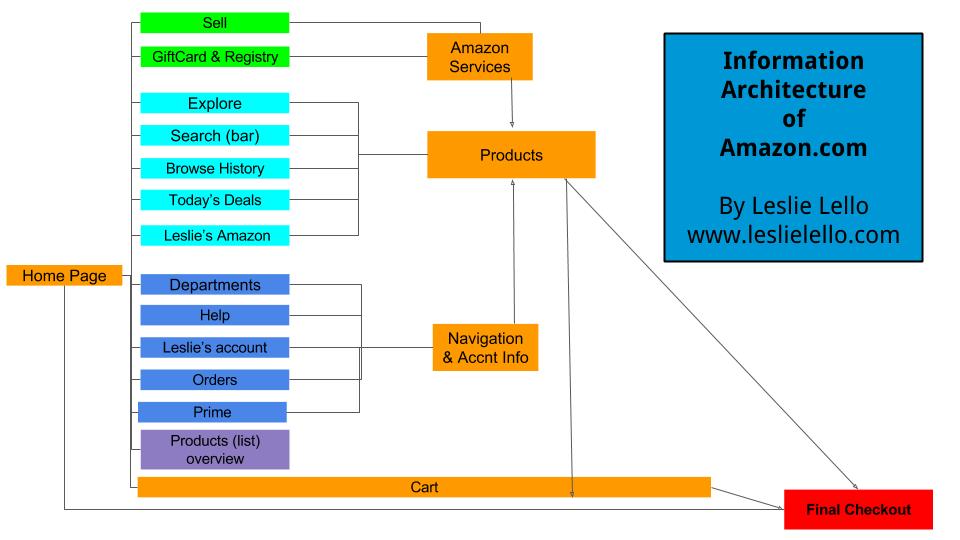 Sell
GiftCard & Registry
Amazon
Services
Explore
Search (bar)
Products
Browse History
Today's Deals
Leslie's Amazon
Information
Architecture
of
Amazon.com
By Leslie Lello
www.leslielello.com
Home Page
Departments
Help
Leslie's account
Orders
Prime
Navigation
& Accnt Info
Products (list)
overview
Cart
Final Checkout